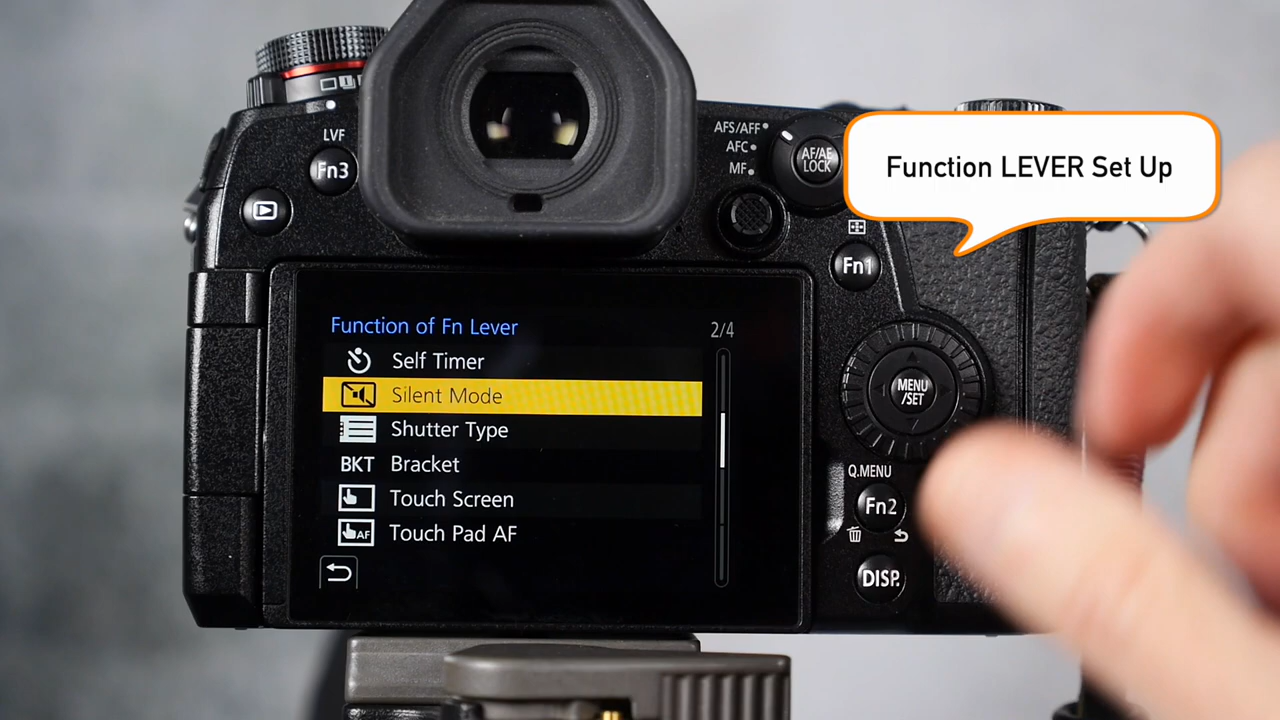 LVF
Fn3
AFS/AFF
AFC
MF
AF/AE
LOCK
Function LEVER Set Up
Fn1
Function of Fn Lever
2/4
Self Timer
Silent Mode
Shutter Type
BKT Bracket
Touch Screen
AF Touch Pad AF
MENU
/SET
Q.MENU
Fn2
DISP.